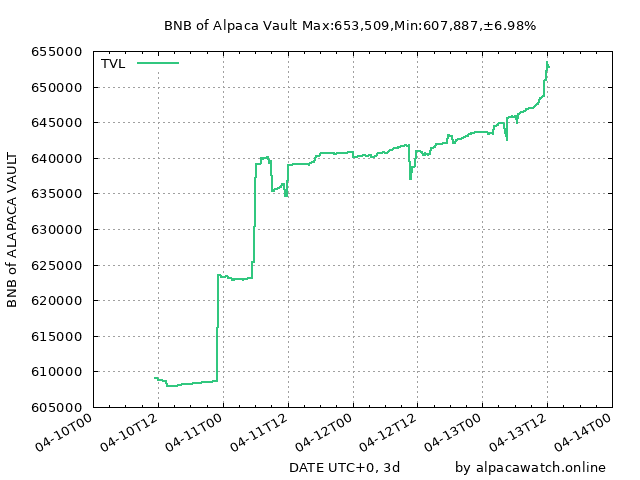 BNB of Alpaca Vault Max:653,509,Min:607,887,±6.98%
TVL
655000
650000
645000
640000
635000
630000
625000
620000
615000
610000
605000
BNB of ALAPACA VAULT
04-10T00
04-10T12
04-11T00
04-11T12
04-12T00
04-12T12
04-13T00
04-13T12
04-14T00
DATE UTC+0, 3d
by alpacawatch.online